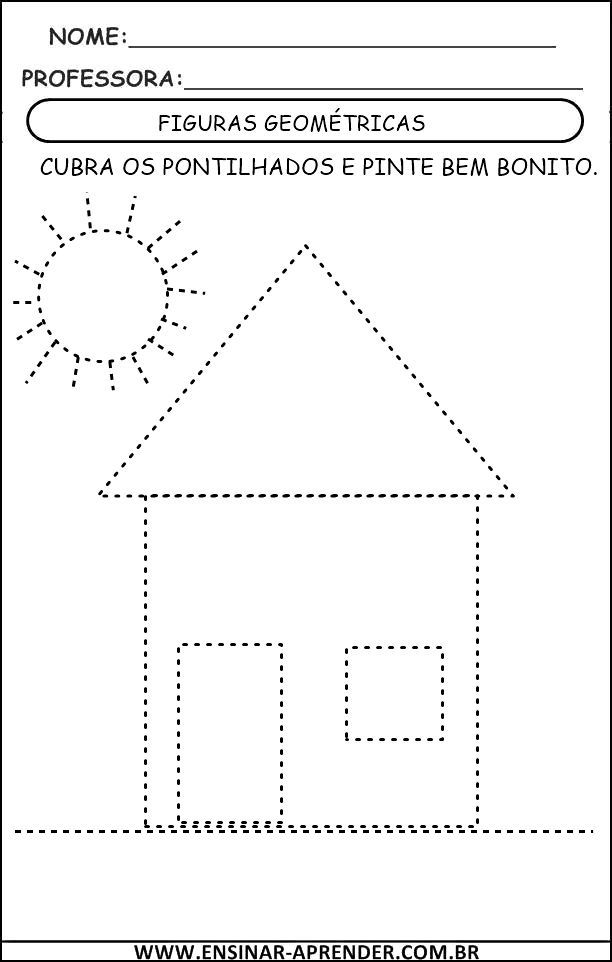 NOME:
PROFESSORA:
FIGURAS GEOMÉTRICAS
CUBRA OS PONTILHADOS E PINTE BEM BONITO.
WWW.ENSINAR-APRENDER.COM.BR